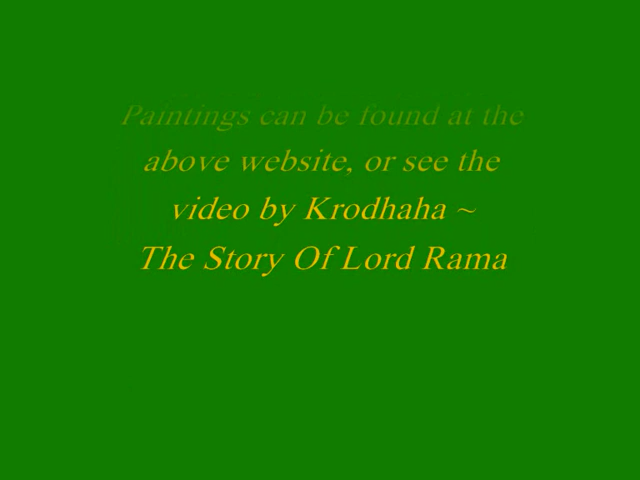 Paintings can be found at the
above website, or see the
video by Krodhaha ~
The Story Of Lord Rama